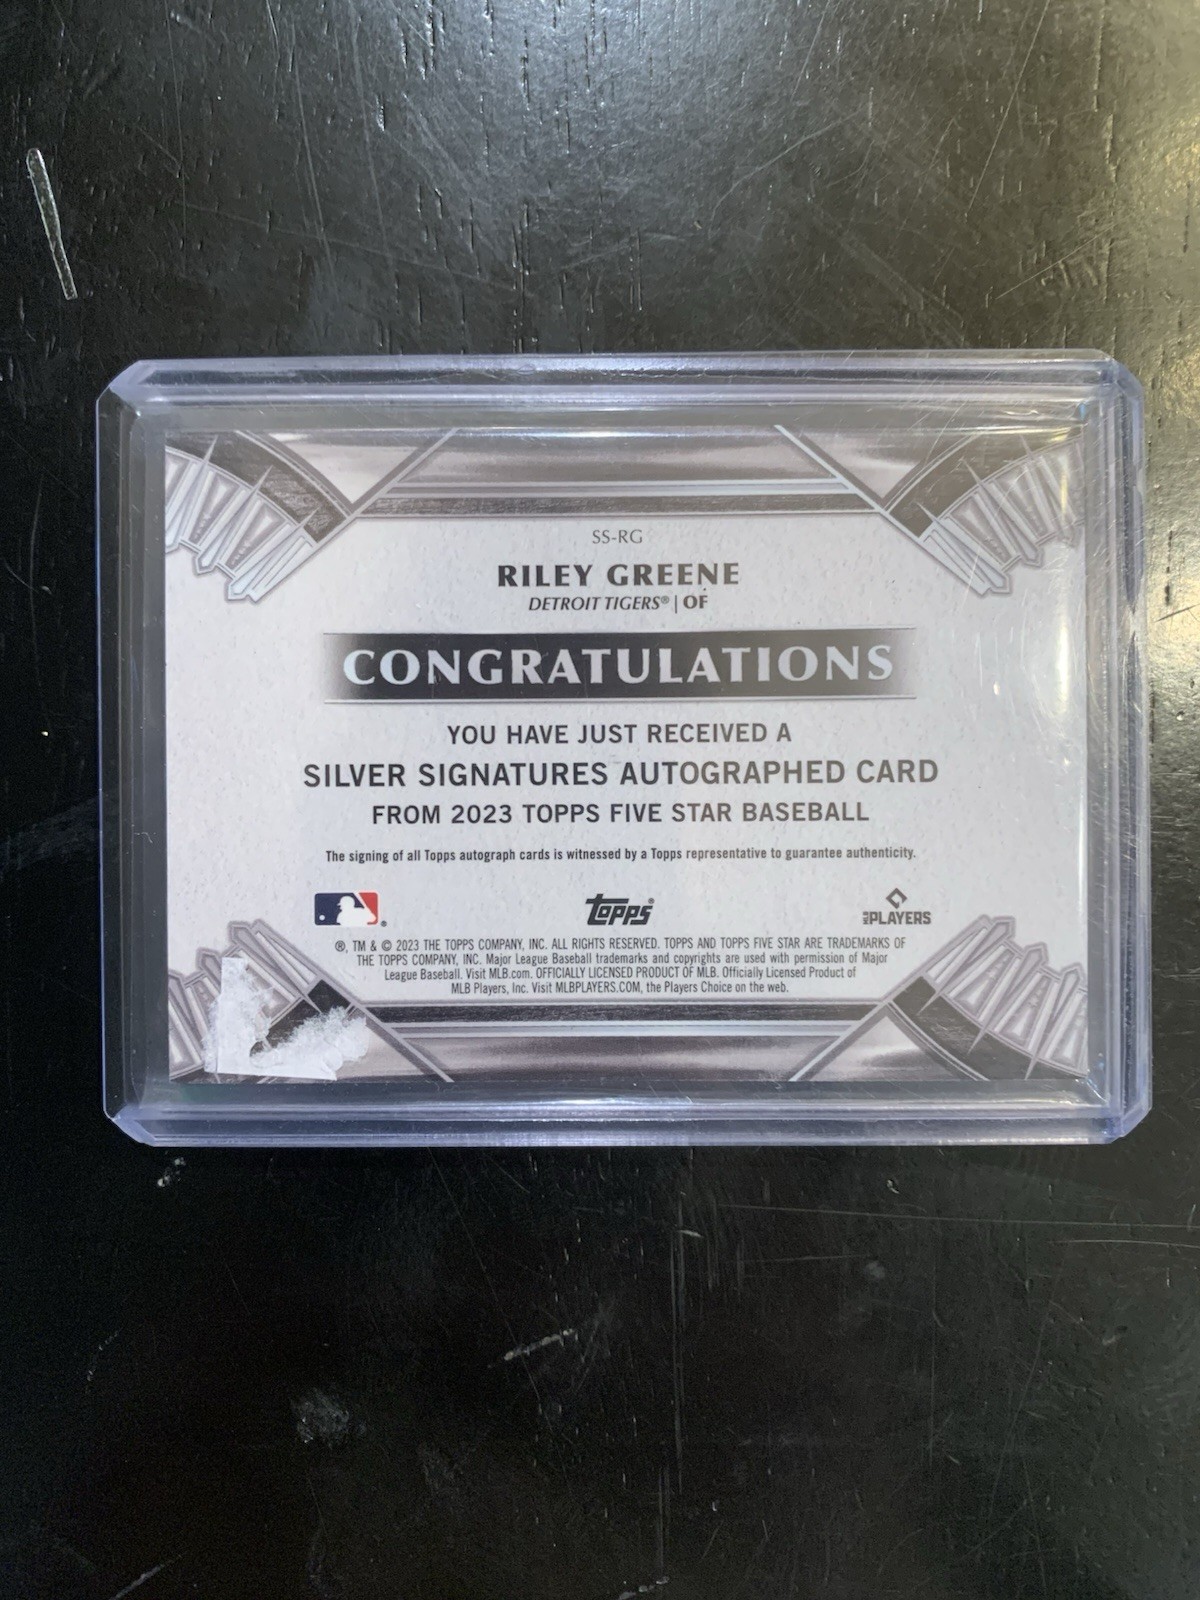 SS-RG
RILEY GREENE
DETROIT TIGERS® | OF
CONGRATULATIONS
YOU HAVE JUST RECEIVED A
SILVER SIGNATURES AUTOGRAPHED CARD
FROM 2023 TOPPS FIVE STAR BASEBALL
The signing of all Topps autograph cards is witnessed by a Topps representative to guarantee authenticity.
® topps® MLB PLAYERS
®, TM & © 2023 THE TOPPS COMPANY, INC. ALL RIGHTS RESERVED. TOPPS AND TOPPS FIVE STAR ARE TRADEMARKS OF
THE TOPPS COMPANY, INC. Major League Baseball trademarks and copyrights are used with permission of Major
League Baseball. Visit MLB.com. OFFICIALLY LICENSED PRODUCT OF MLB. Officially Licensed Product of
MLB Players, Inc. Visit MLBPLAYERS.COM, the Players Choice on the web.